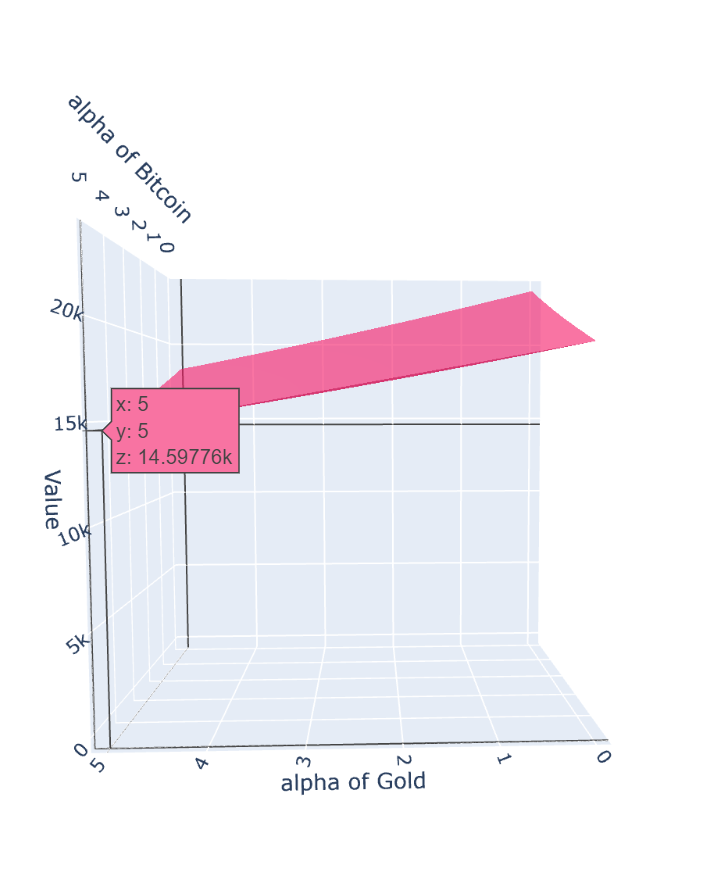 alpha of Bitcoin
5
4
3
2
1
0
20k
15k
10k
5k
0
Value
x: 5
y: 5
z: 14.59776k
5
4
3
2
1
0
alpha of Gold